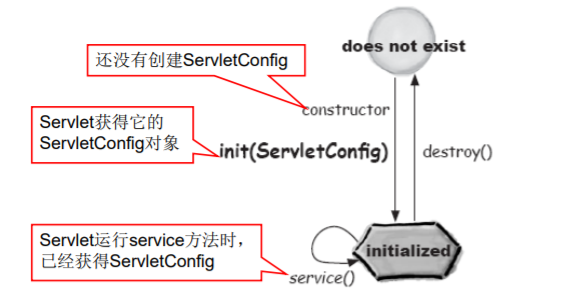 does not exist
还没有创建ServletConfig
constructor
Servlet获得它的
ServletConfig对象
init(ServletConfig)
destroy()
Servlet运行service方法时，
已经获得ServletConfig
initialized
service()